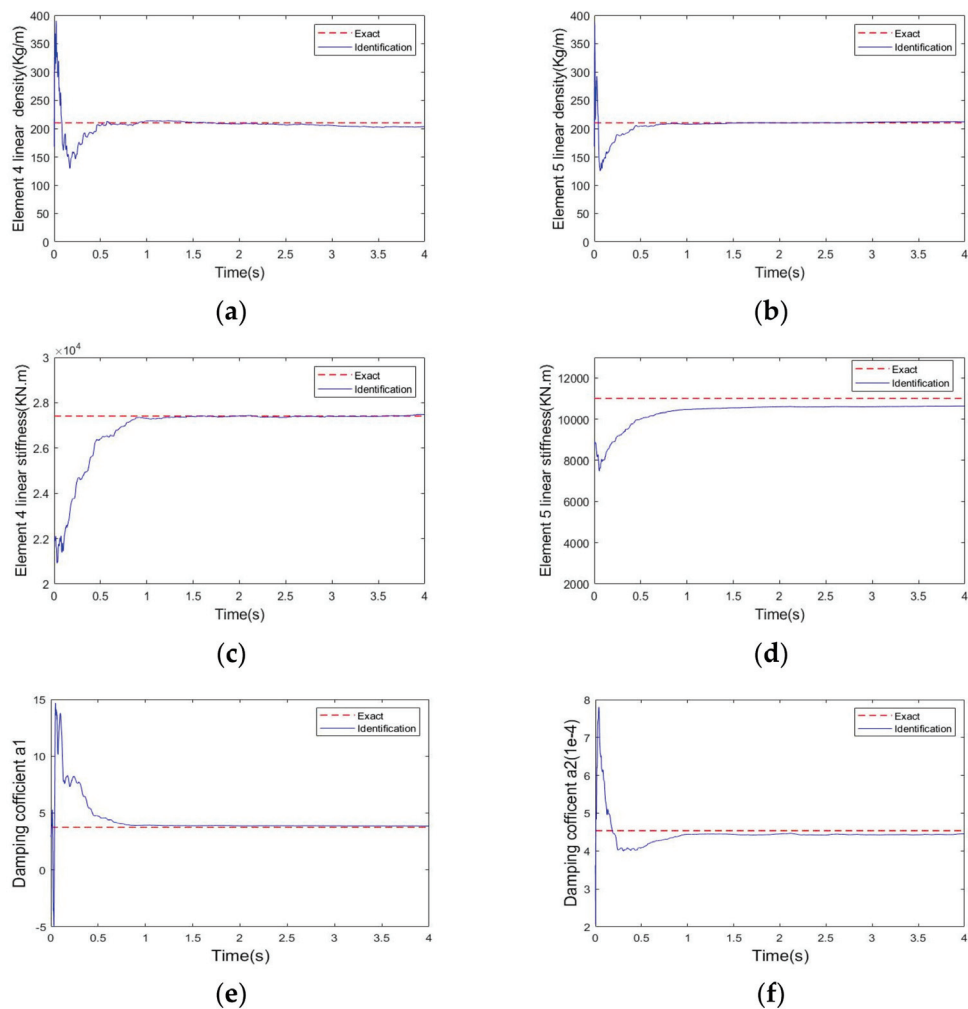 Element 4 linear density(Kg/m)
400
350
300
250
200
150
100
50
0
Exact
Identification
0 0.5 1 1.5 2 2.5 3 3.5 4
Time(s)
(a)
Element 5 linear density(Kg/m)
400
350
300
250
200
150
100
50
0
Exact
Identification
0 0.5 1 1.5 2 2.5 3 3.5 4
Time(s)
(b)
Element 4 linear stiffness(KN.m)
×10⁴
3
2.8
2.6
2.4
2.2
2
Exact
Identification
0 0.5 1 1.5 2 2.5 3 3.5 4
Time(s)
(c)
Element 5 linear stiffness(KN.m)
12000
10000
8000
6000
4000
2000
Exact
Identification
0 0.5 1 1.5 2 2.5 3 3.5 4
Time(s)
(d)
Damping cofficient a1
15
10
5
0
-5
Exact
Identification
0 0.5 1 1.5 2 2.5 3 3.5 4
Time(s)
(e)
Damping cofficent a2(1e-4)
8
7
6
5
4
3
2
Exact
Identification
0 0.5 1 1.5 2 2.5 3 3.5 4
Time(s)
(f)